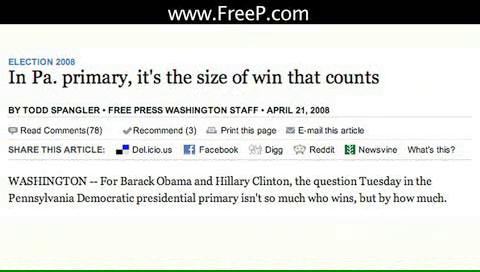 www.FreeP.com
ELECTION 2008
In Pa. primary, it's the size of win that counts
BY TODD SPANGLER • FREE PRESS WASHINGTON STAFF • APRIL 21, 2008
Read Comments(78) Recommend (3) Print this page E-mail this article
SHARE THIS ARTICLE: Del.icio.us Facebook Digg Reddit Newsvine What's this?
WASHINGTON -- For Barack Obama and Hillary Clinton, the question Tuesday in the
Pennsylvania Democratic presidential primary isn't so much who wins, but by how much.